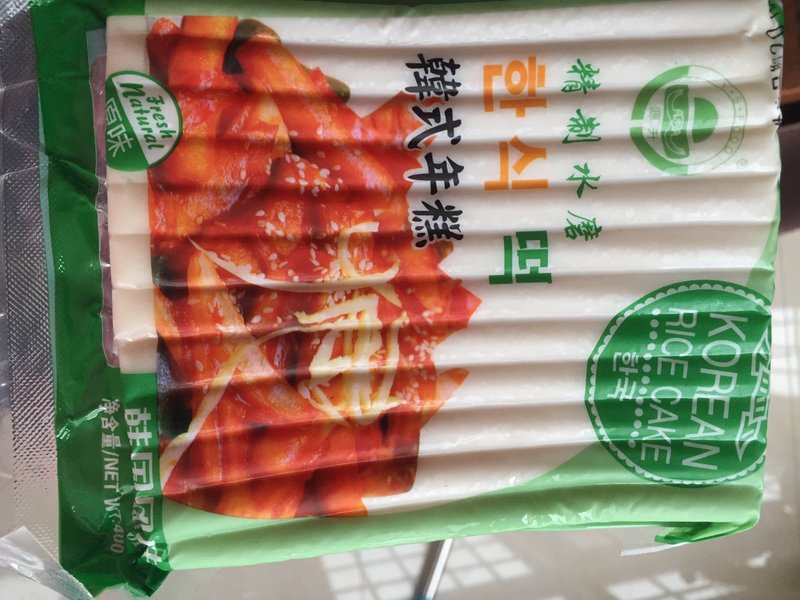 精制水磨
한식떡
韩式年糕
KOREAN
RICE CAKE
한국
Fresh
Natural
原味
净含量/NET WT:400